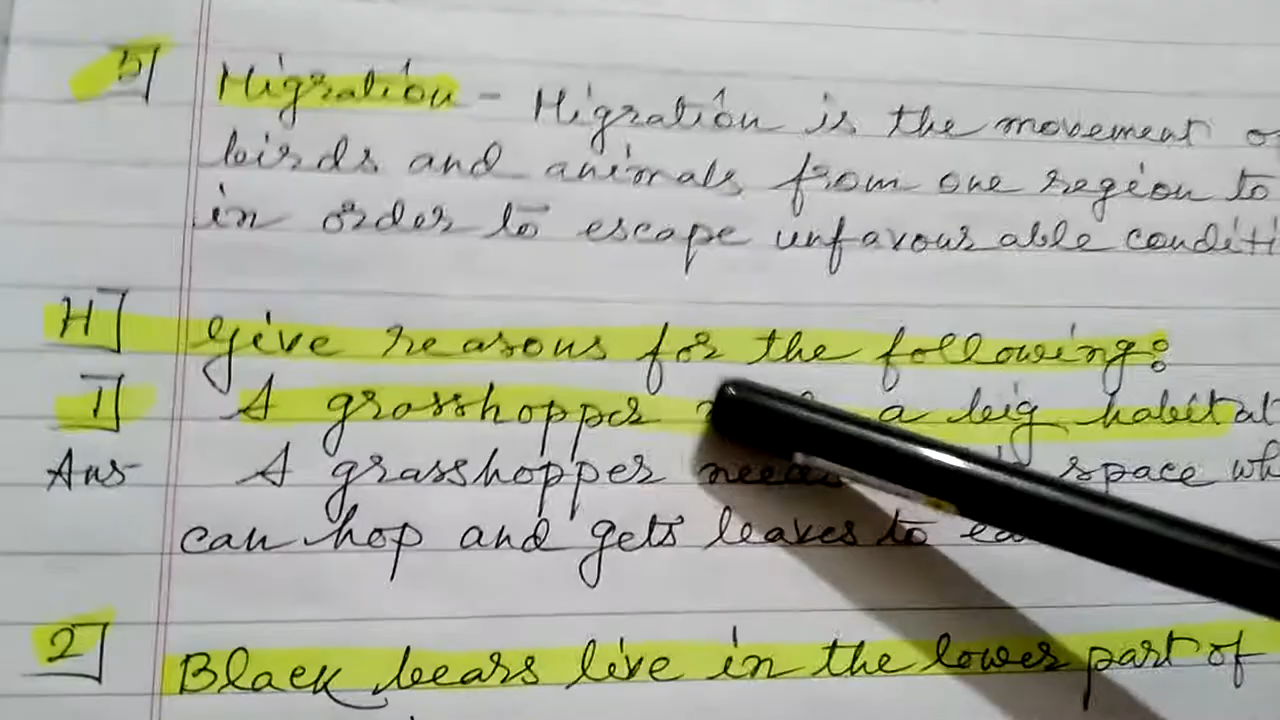 5] Migration - Migration is the movement
birds and animals from one region to
in order to escape unfavourable
H] Give reasons for the following:
1] A grasshopper a big habitat
Ans A grasshopper space
can hop and gets leaves to
2] Black bears live in the lower part of